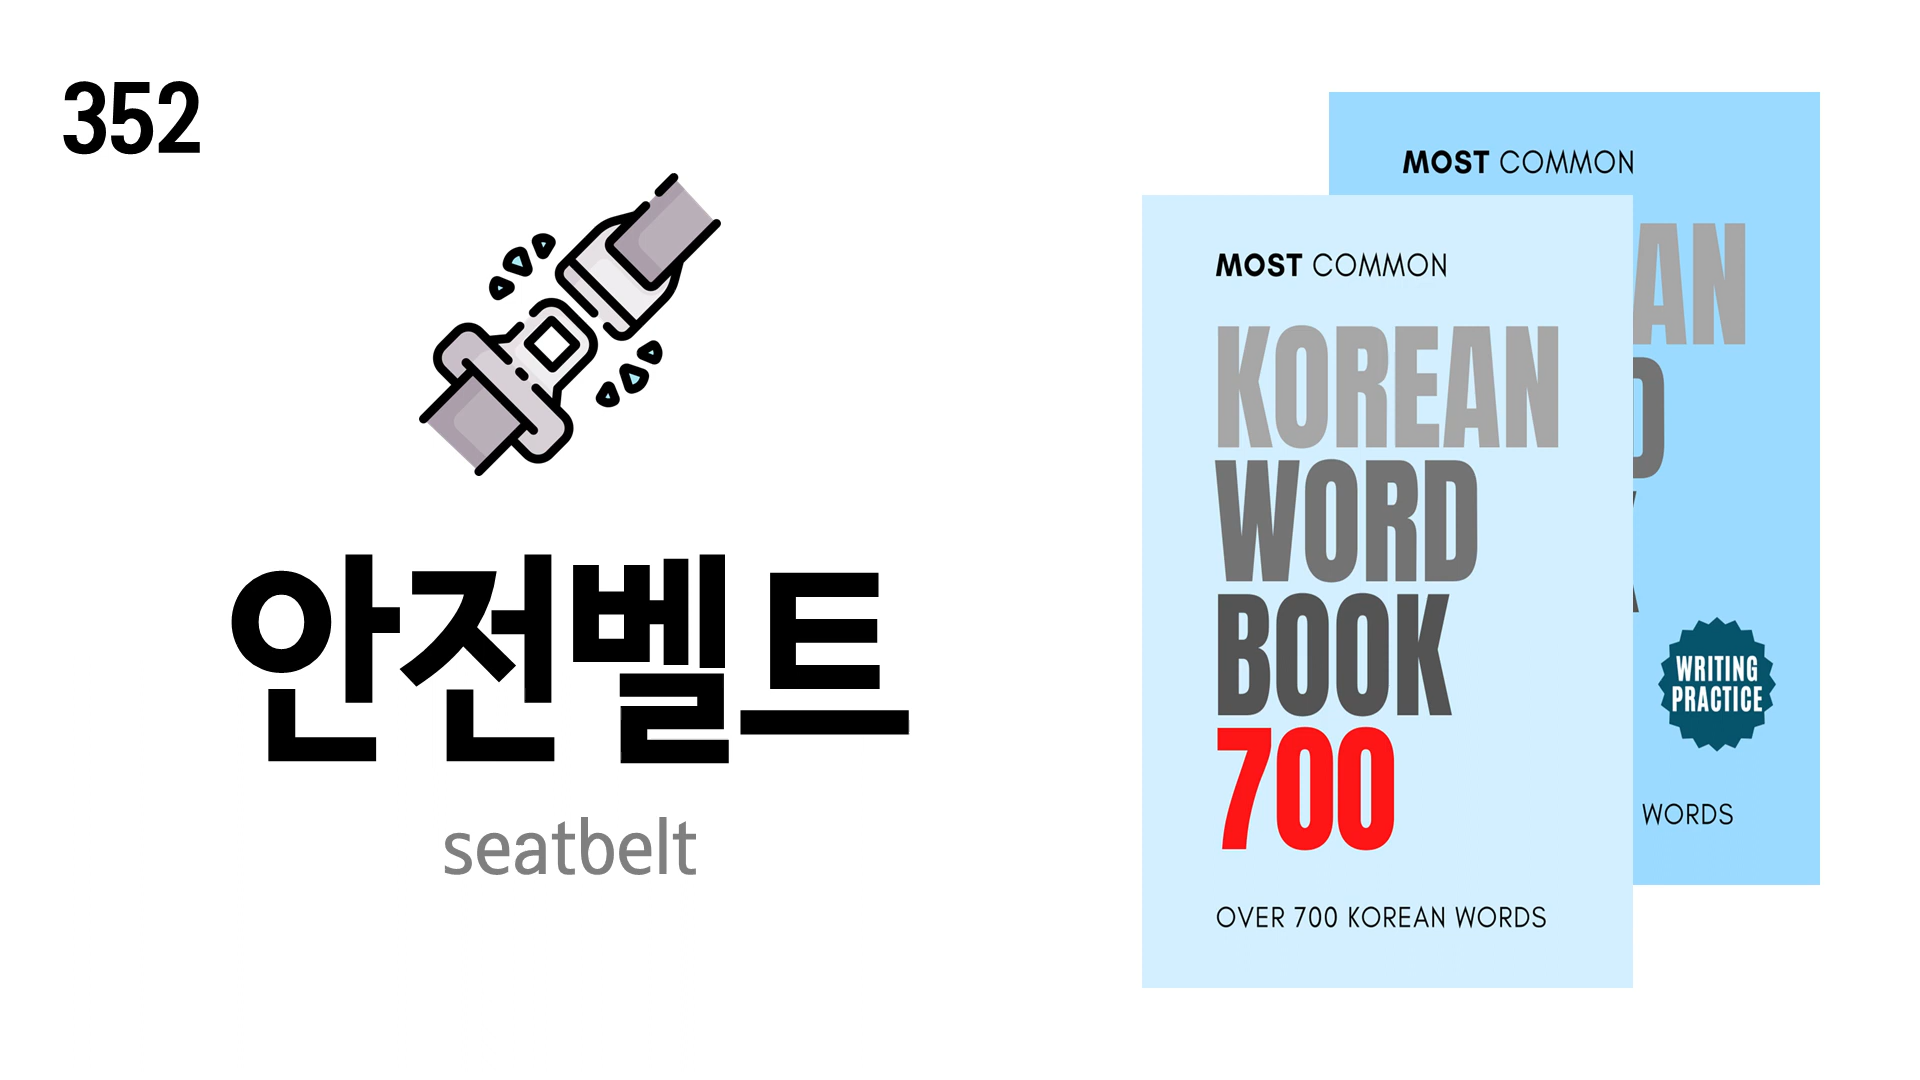 352
안전벨트
seatbelt
MOST COMMON
KOREAN
WORD
BOOK
700
OVER 700 KOREAN WORDS
MOST COMMON
WRITING
PRACTICE
WORDS